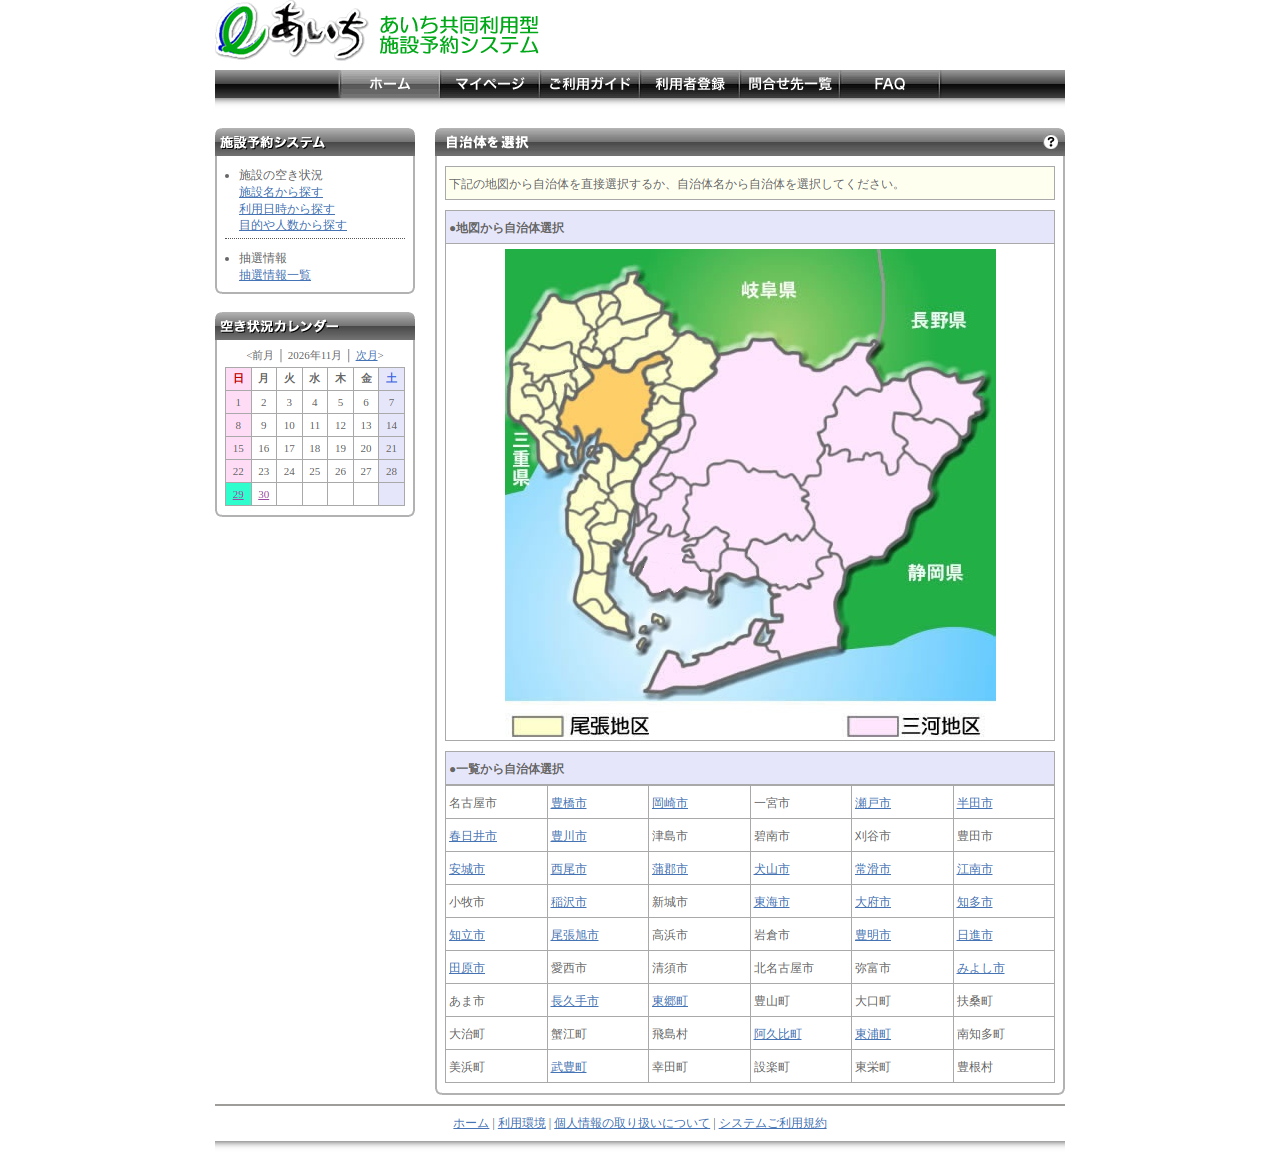 eあいち あいち共同利用型
施設予約システム
ホーム マイページ ご利用ガイド 利用者登録 問合せ先一覧 FAQ
施設予約システム
施設の空き状況
施設名から探す
利用日時から探す
目的や人数から探す
抽選情報
抽選情報一覧
空き状況カレンダー
<前月 │ 2026年11月 │ 次月>
日 月 火 水 木 金 土
1 2 3 4 5 6 7
8 9 10 11 12 13 14
15 16 17 18 19 20 21
22 23 24 25 26 27 28
29 30
自治体を選択 ?
下記の地図から自治体を直接選択するか、自治体名から自治体を選択してください。
●地図から自治体選択
岐阜県
長野県
三重県
静岡県
尾張地区 三河地区
●一覧から自治体選択
名古屋市 豊橋市 岡崎市 一宮市 瀬戸市 半田市
春日井市 豊川市 津島市 碧南市 刈谷市 豊田市
安城市 西尾市 蒲郡市 犬山市 常滑市 江南市
小牧市 稲沢市 新城市 東海市 大府市 知多市
知立市 尾張旭市 高浜市 岩倉市 豊明市 日進市
田原市 愛西市 清須市 北名古屋市 弥富市 みよし市
あま市 長久手市 東郷町 豊山町 大口町 扶桑町
大治町 蟹江町 飛島村 阿久比町 東浦町 南知多町
美浜町 武豊町 幸田町 設楽町 東栄町 豊根村
ホーム | 利用環境 | 個人情報の取り扱いについて | システムご利用規約